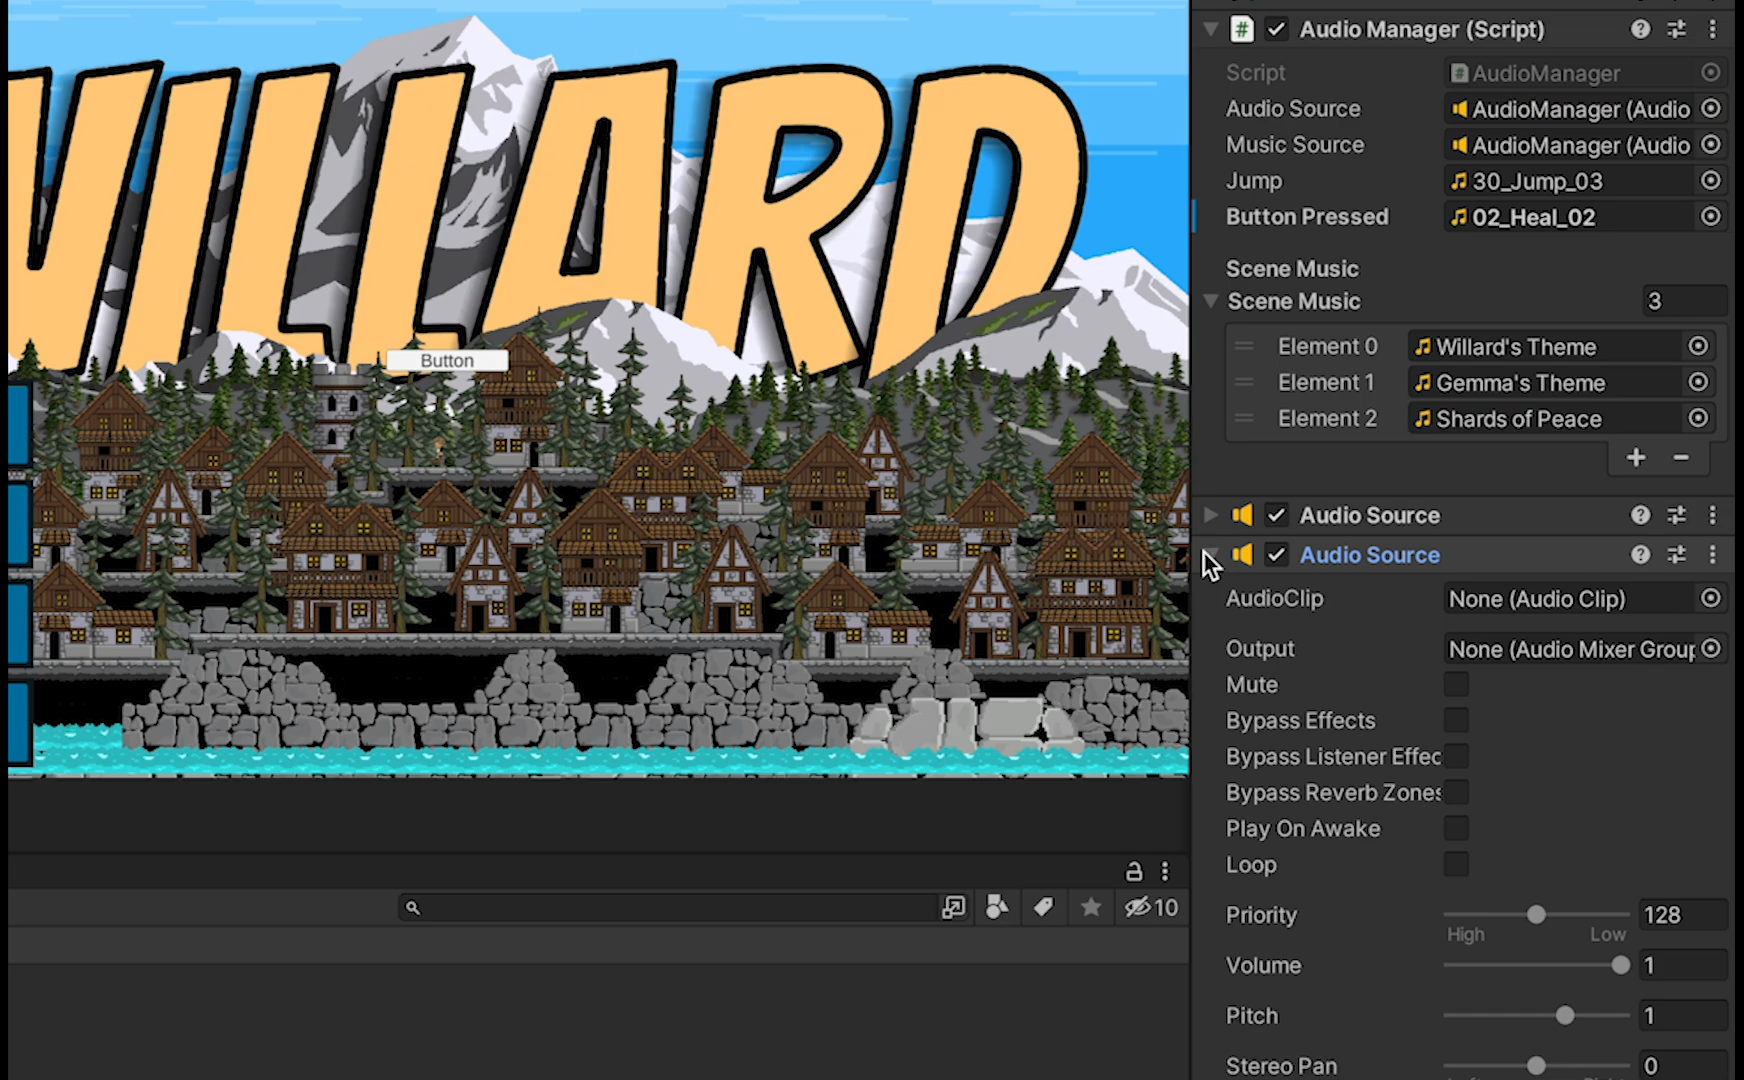 WILLARD
Button
10
Audio Manager (Script)
Script AudioManager
Audio Source AudioManager (Audio
Music Source AudioManager (Audio
Jump 30_Jump_03
Button Pressed 02_Heal_02
Scene Music
Scene Music 3
Element 0 Willard's Theme
Element 1 Gemma's Theme
Element 2 Shards of Peace
Audio Source
Audio Source
AudioClip None (Audio Clip)
Output None (Audio Mixer Group
Mute
Bypass Effects
Bypass Listener Effec
Bypass Reverb Zones
Play On Awake
Loop
Priority 128
High Low
Volume 1
Pitch 1
Stereo Pan 0